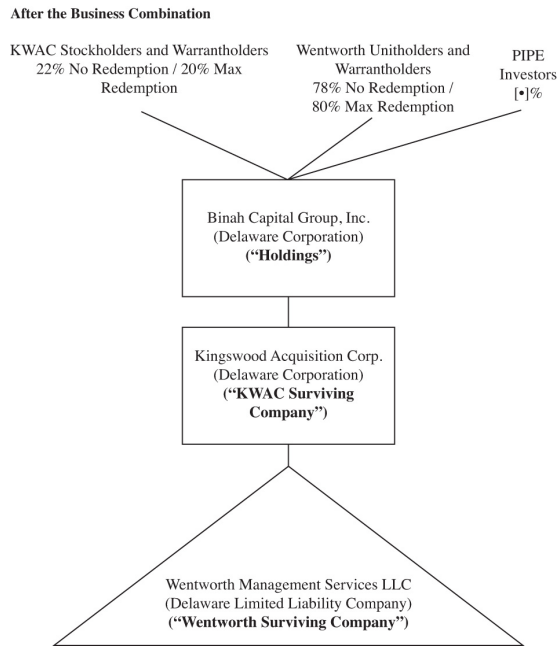 After the Business Combination
KWAC Stockholders and Warrantholders
22% No Redemption / 20% Max
Redemption
Wentworth Unitholders and
Warrantholders
78% No Redemption /
80% Max Redemption
PIPE
Investors
[•]%
Binah Capital Group, Inc.
(Delaware Corporation)
(“Holdings”)
Kingswood Acquisition Corp.
(Delaware Corporation)
(“KWAC Surviving
Company”)
Wentworth Management Services LLC
(Delaware Limited Liability Company)
(“Wentworth Surviving Company”)